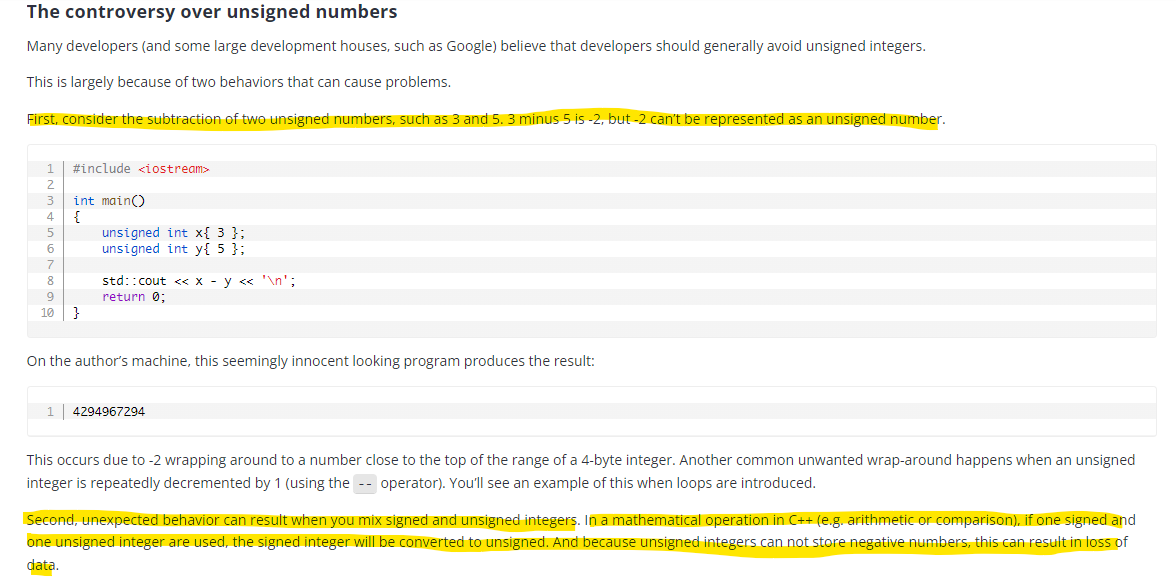 The controversy over unsigned numbers
Many developers (and some large development houses, such as Google) believe that developers should generally avoid unsigned integers.
This is largely because of two behaviors that can cause problems.
First, consider the subtraction of two unsigned numbers, such as 3 and 5. 3 minus 5 is -2, but -2 can't be represented as an unsigned number.
1 #include <iostream>
2
3 int main()
4 {
5     unsigned int x{ 3 };
6     unsigned int y{ 5 };
7
8     std::cout << x - y << '\n';
9     return 0;
10 }
On the author's machine, this seemingly innocent looking program produces the result:
1 4294967294
This occurs due to -2 wrapping around to a number close to the top of the range of a 4-byte integer. Another common unwanted wrap-around happens when an unsigned
integer is repeatedly decremented by 1 (using the -- operator). You'll see an example of this when loops are introduced.
Second, unexpected behavior can result when you mix signed and unsigned integers. In a mathematical operation in C++ (e.g. arithmetic or comparison), if one signed and
one unsigned integer are used, the signed integer will be converted to unsigned. And because unsigned integers can not store negative numbers, this can result in loss of
data.